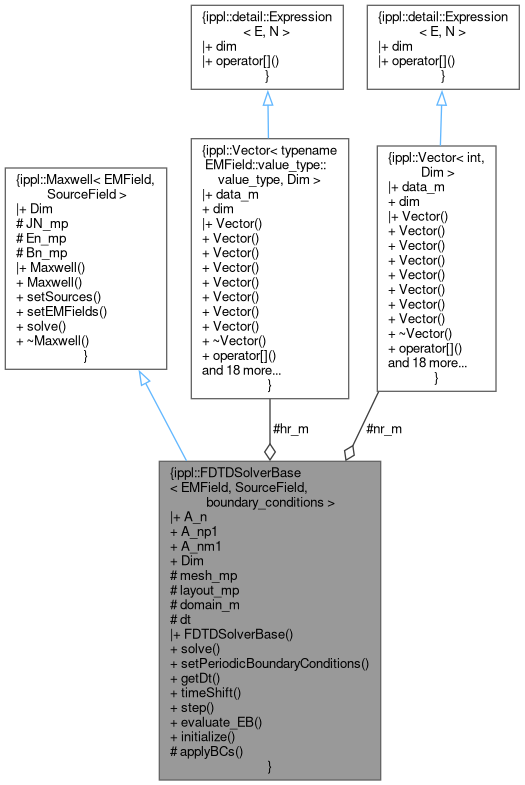 {ippl::detail::Expression
< E, N >
|+ dim
|+ operator[]()
}
{ippl::detail::Expression
< E, N >
|+ dim
|+ operator[]()
}
{ippl::Maxwell< EMField,
SourceField >
|+ Dim
# JN_mp
# En_mp
# Bn_mp
|+ Maxwell()
+ Maxwell()
+ setSources()
+ setEMFields()
+ solve()
+ ~Maxwell()
}
{ippl::Vector< typename
EMField::value_type::
value_type, Dim >
|+ data_m
+ dim
|+ Vector()
+ Vector()
+ Vector()
+ Vector()
+ Vector()
+ Vector()
+ Vector()
+ Vector()
+ ~Vector()
+ operator[]()
and 18 more...
}
{ippl::Vector< int,
Dim >
|+ data_m
+ dim
|+ Vector()
+ Vector()
+ Vector()
+ Vector()
+ Vector()
+ Vector()
+ Vector()
+ Vector()
+ ~Vector()
+ operator[]()
and 18 more...
}
#hr_m
#nr_m
{ippl::FDTDSolverBase
< EMField, SourceField,
boundary_conditions >
|+ A_n
+ A_np1
+ A_nm1
+ Dim
# mesh_mp
# layout_mp
# domain_m
# dt
|+ FDTDSolverBase()
+ solve()
+ setPeriodicBoundaryConditions()
+ getDt()
+ timeShift()
+ step()
+ evaluate_EB()
+ initialize()
# applyBCs()
}